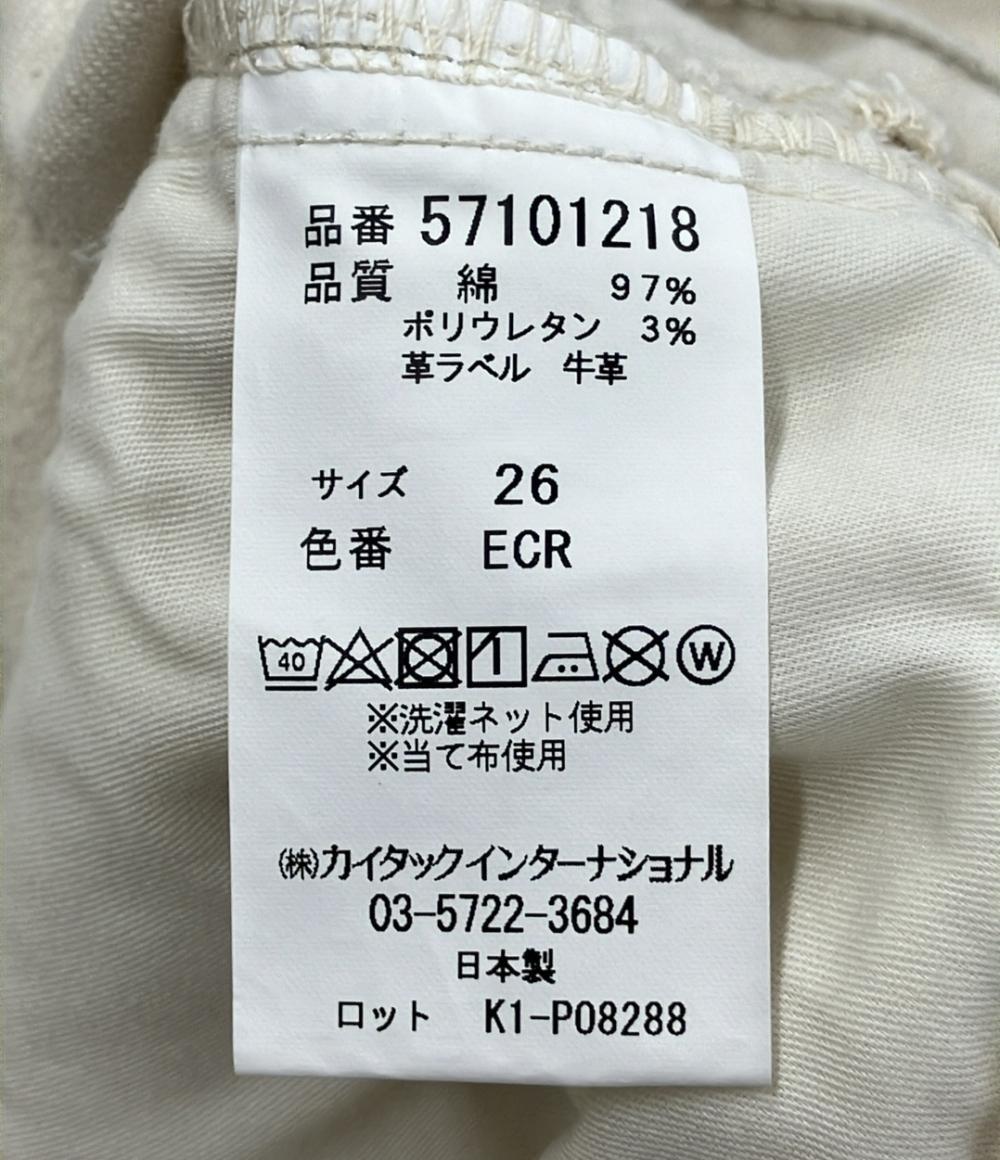 品番 57101218
品質 綿 97%
ポリウレタン 3%
革ラベル 牛革
サイズ 26
色番 ECR
40 1 W
※洗濯ネット使用
※当て布使用
㈱カイタックインターナショナル
03-5722-3684
日本製
ロット K1-P08288